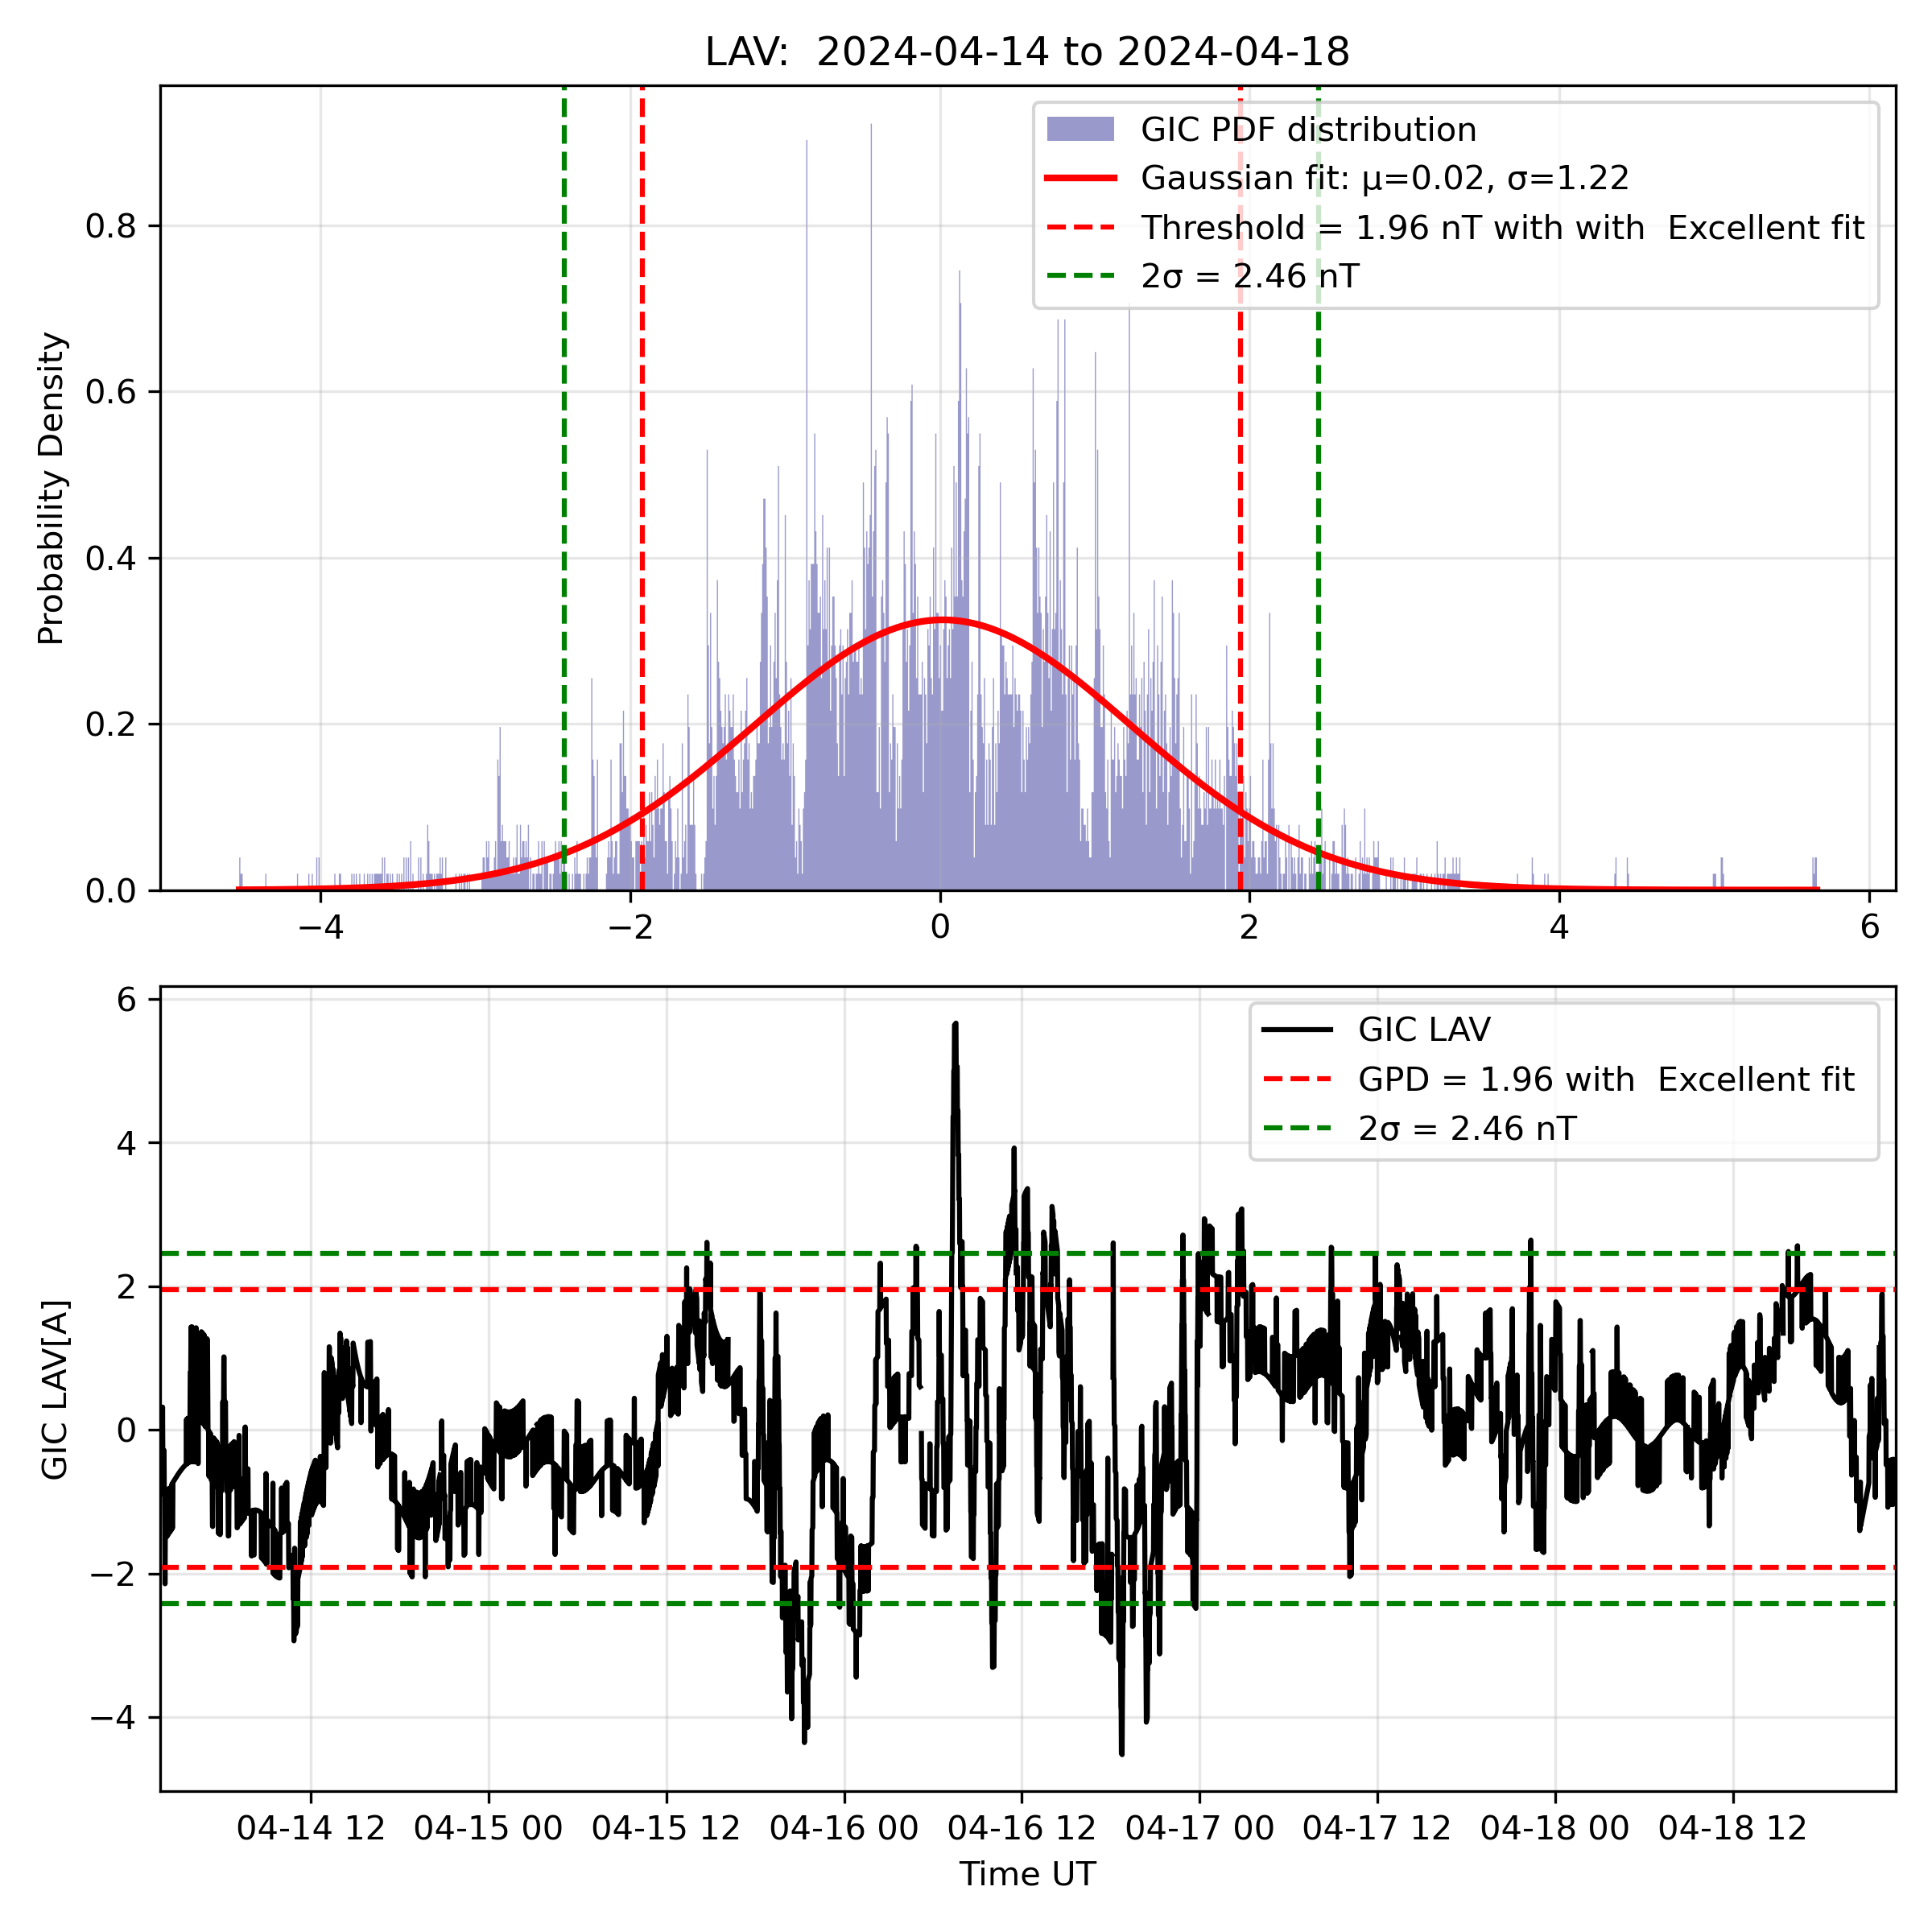 LAV:  2024-04-14 to 2024-04-18
GIC PDF distribution
Gaussian fit: μ=0.02, σ=1.22
Threshold = 1.96 nT with with  Excellent fit
2σ = 2.46 nT
Probability Density
0.8
0.6
0.4
0.2
0.0
−4 −2 0 2 4 6
GIC LAV
GPD = 1.96 with  Excellent fit
2σ = 2.46 nT
GIC LAV[A]
6
4
2
0
−2
−4
04-14 12 04-15 00 04-15 12 04-16 00 04-16 12 04-17 00 04-17 12 04-18 00 04-18 12
Time UT